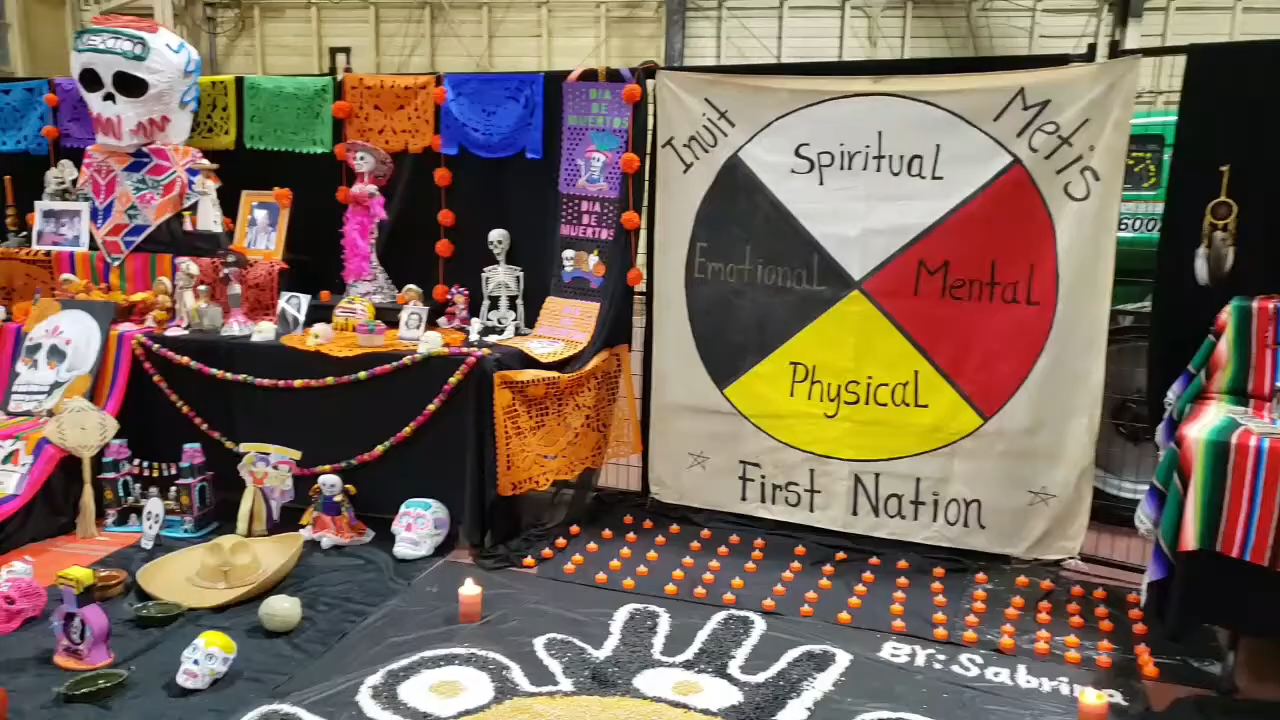 MEXICO
DIA
DE
MUERTOS
DIA
DE
MUERTOS
Inuit
Metis
Spiritual
Emotional
Mental
Physical
First Nation
600
BY: Sabrina